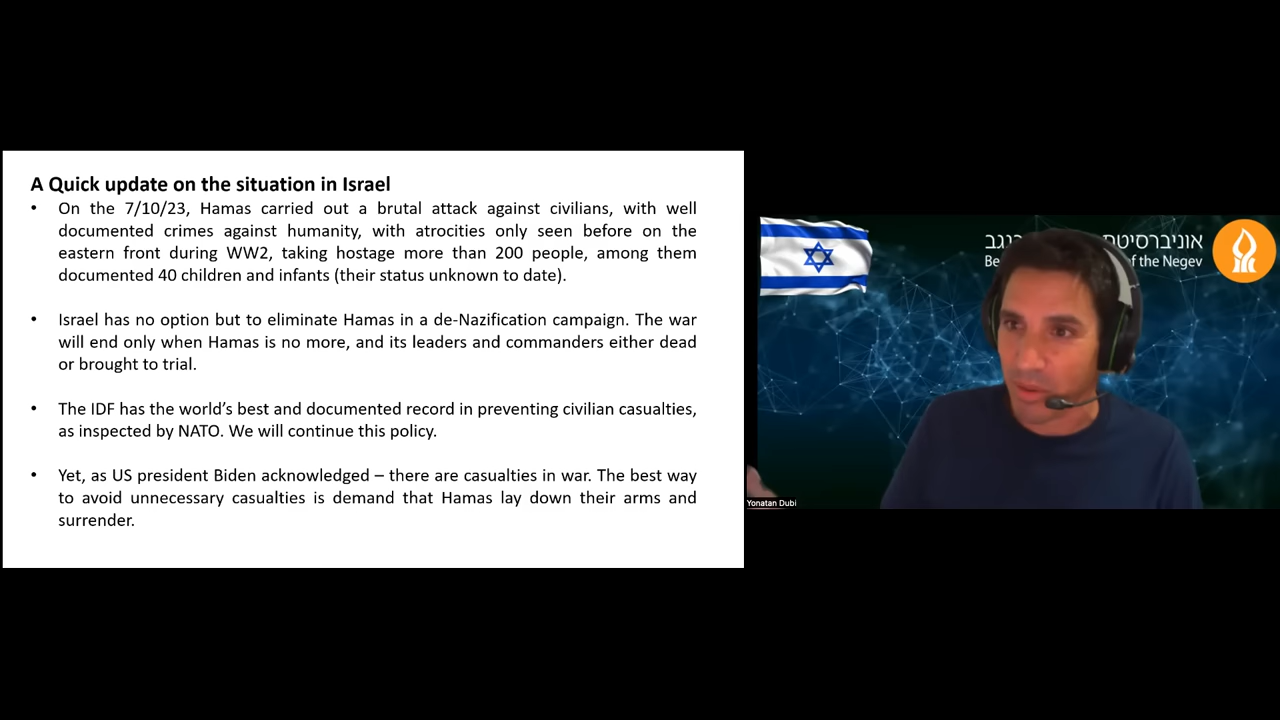 A Quick update on the situation in Israel
• On the 7/10/23, Hamas carried out a brutal attack against civilians, with well
documented crimes against humanity, with atrocities only seen before on the
eastern front during WW2, taking hostage more than 200 people, among them
documented 40 children and infants (their status unknown to date).
• Israel has no option but to eliminate Hamas in a de-Nazification campaign. The war
will end only when Hamas is no more, and its leaders and commanders either dead
or brought to trial.
• The IDF has the world's best and documented record in preventing civilian casualties,
as inspected by NATO. We will continue this policy.
• Yet, as US president Biden acknowledged – there are casualties in war. The best way
to avoid unnecessary casualties is demand that Hamas lay down their arms and
surrender.
אוניברסיטת
of the Negev
Yonatan Dubi